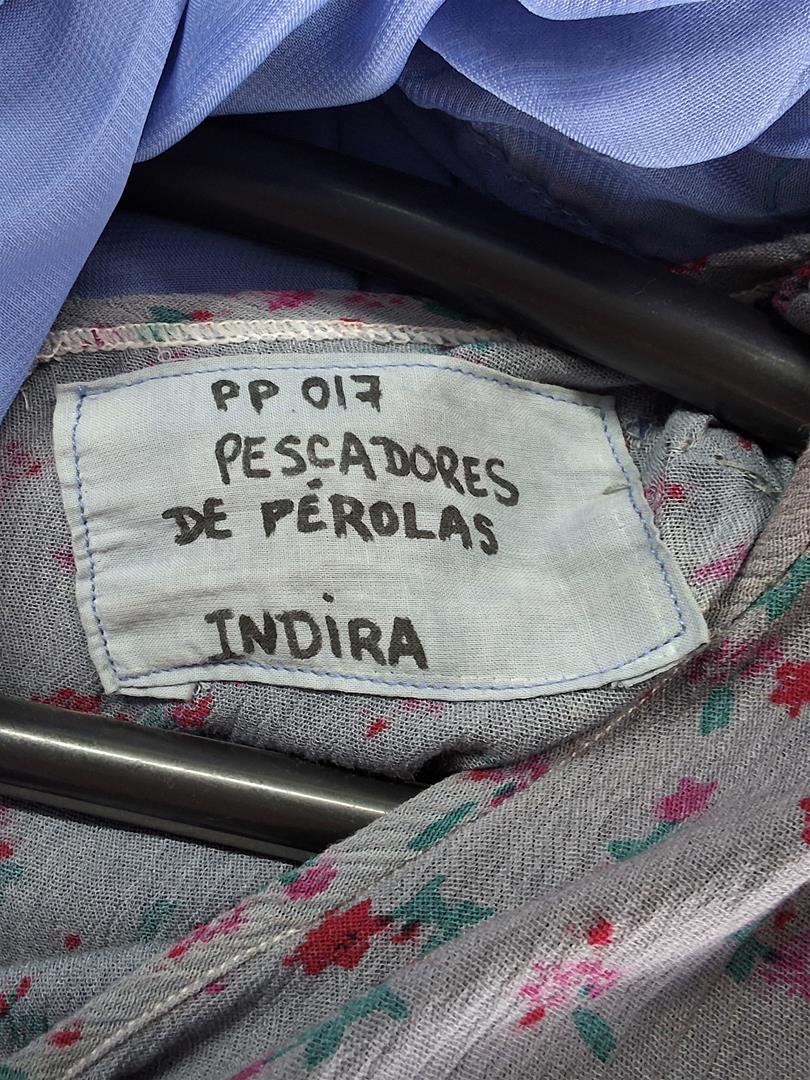 PP 017
PESCADORES
DE PÉROLAS
INDIRA